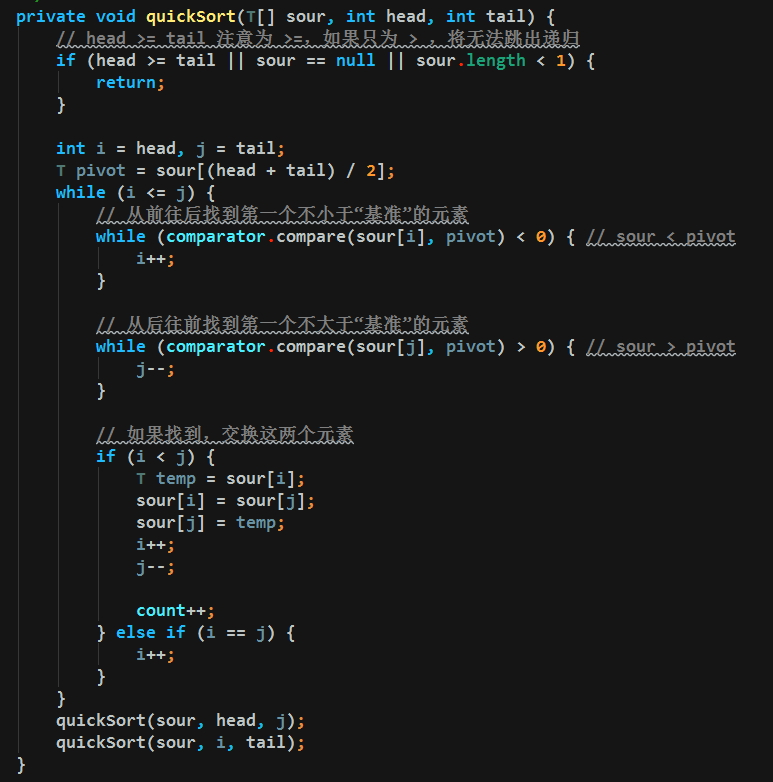 private void quickSort(T[] sour, int head, int tail) {
    // head >= tail 注意为 >=，如果只为 > ，将无法跳出递归
    if (head >= tail || sour == null || sour.length < 1) {
        return;
    }
    int i = head, j = tail;
    T pivot = sour[(head + tail) / 2];
    while (i <= j) {
        // 从前往后找到第一个不小于“基准”的元素
        while (comparator.compare(sour[i], pivot) < 0) { // sour < pivot
            i++;
        }
        // 从后往前找到第一个不大于“基准”的元素
        while (comparator.compare(sour[j], pivot) > 0) { // sour > pivot
            j--;
        }
        // 如果找到，交换这两个元素
        if (i < j) {
            T temp = sour[i];
            sour[i] = sour[j];
            sour[j] = temp;
            i++;
            j--;
            count++;
        } else if (i == j) {
            i++;
        }
    }
    quickSort(sour, head, j);
    quickSort(sour, i, tail);
}